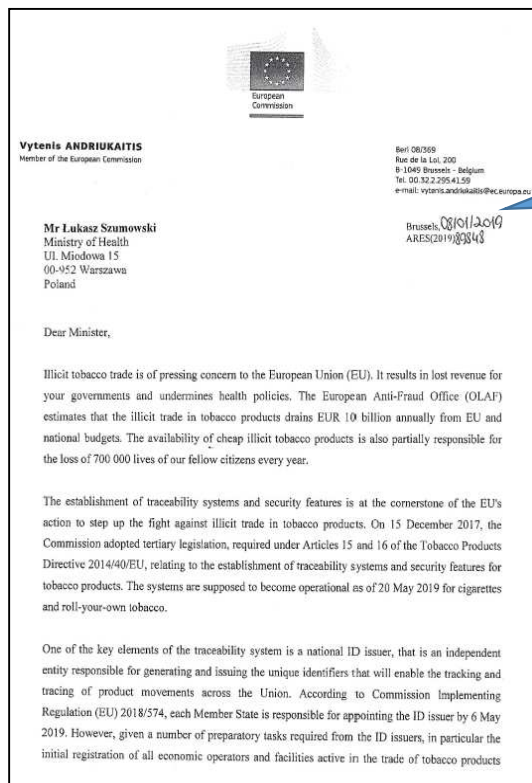 European
Commission
Vytenis ANDRIUKAITIS
Member of the European Commission
Berl 08/369
Rue de la Loi, 200
B-1049 Brussels - Belgium
Tel. 00.32.2.295.41.59
e-mail: vytenis.andriukaitis@ec.europa.eu
Brussels, 08/01/2019
ARES(2019)89848
Mr Łukasz Szumowski
Ministry of Health
Ul. Miodowa 15
00-952 Warszawa
Poland
Dear Minister,
Illicit tobacco trade is of pressing concern to the European Union (EU). It results in lost revenue for
your governments and undermines health policies. The European Anti-Fraud Office (OLAF)
estimates that the illicit trade in tobacco products drains EUR 10 billion annually from EU and
national budgets. The availability of cheap illicit tobacco products is also partially responsible for
the loss of 700 000 lives of our fellow citizens every year.
The establishment of traceability systems and security features is at the cornerstone of the EU's
action to step up the fight against illicit trade in tobacco products. On 15 December 2017, the
Commission adopted tertiary legislation, required under Articles 15 and 16 of the Tobacco Products
Directive 2014/40/EU, relating to the establishment of traceability systems and security features for
tobacco products. The systems are supposed to become operational as of 20 May 2019 for cigarettes
and roll-your-own tobacco.
One of the key elements of the traceability system is a national ID issuer, that is an independent
entity responsible for generating and issuing the unique identifiers that will enable the tracking and
tracing of product movements across the Union. According to Commission Implementing
Regulation (EU) 2018/574, each Member State is responsible for appointing the ID issuer by 6 May
2019. However, given a number of preparatory tasks required from the ID issuers, in particular the
initial registration of all economic operators and facilities active in the trade of tobacco products